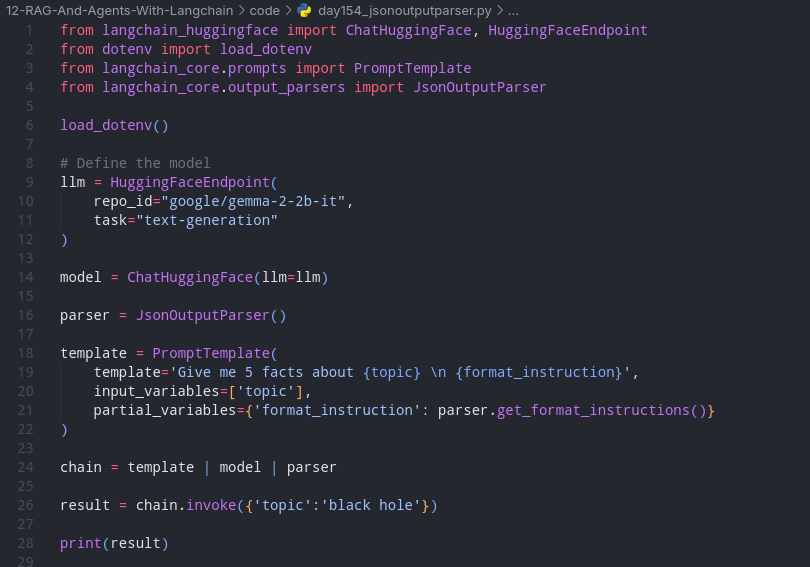 12-RAG-And-Agents-With-Langchain > code > day154_jsonoutputparser.py > ...
1 from langchain_huggingface import ChatHuggingFace, HuggingFaceEndpoint
2 from dotenv import load_dotenv
3 from langchain_core.prompts import PromptTemplate
4 from langchain_core.output_parsers import JsonOutputParser
5
6 load_dotenv()
7
8 # Define the model
9 llm = HuggingFaceEndpoint(
10     repo_id="google/gemma-2-2b-it",
11     task="text-generation"
12 )
13
14 model = ChatHuggingFace(llm=llm)
15
16 parser = JsonOutputParser()
17
18 template = PromptTemplate(
19     template='Give me 5 facts about {topic} \n {format_instruction}',
20     input_variables=['topic'],
21     partial_variables={'format_instruction': parser.get_format_instructions()}
22 )
23
24 chain = template | model | parser
25
26 result = chain.invoke({'topic':'black hole'})
27
28 print(result)
29